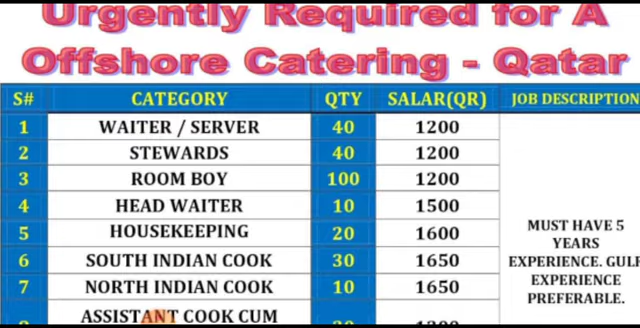 Urgently Required for A
Offshore Catering - Qatar
S# CATEGORY QTY SALAR(QR) JOB DESCRIPTION
1 WAITER / SERVER 40 1200
2 STEWARDS 40 1200
3 ROOM BOY 100 1200
4 HEAD WAITER 10 1500
5 HOUSEKEEPING 20 1600
6 SOUTH INDIAN COOK 30 1650
7 NORTH INDIAN COOK 10 1650
MUST HAVE 5
YEARS
EXPERIENCE. GULF
EXPERIENCE
PREFERABLE.
ASSISTANT COOK CUM